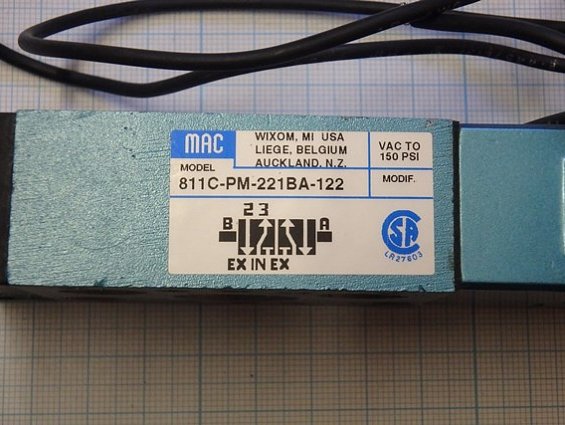 MAC
WIXOM, MI USA
LIEGE, BELGIUM
AUCKLAND, N.Z.
VAC TO
150 PSI
MODEL
811C-PM-221BA-122
MODIF.
2 3
B A
EX IN EX
CSA
LR27603